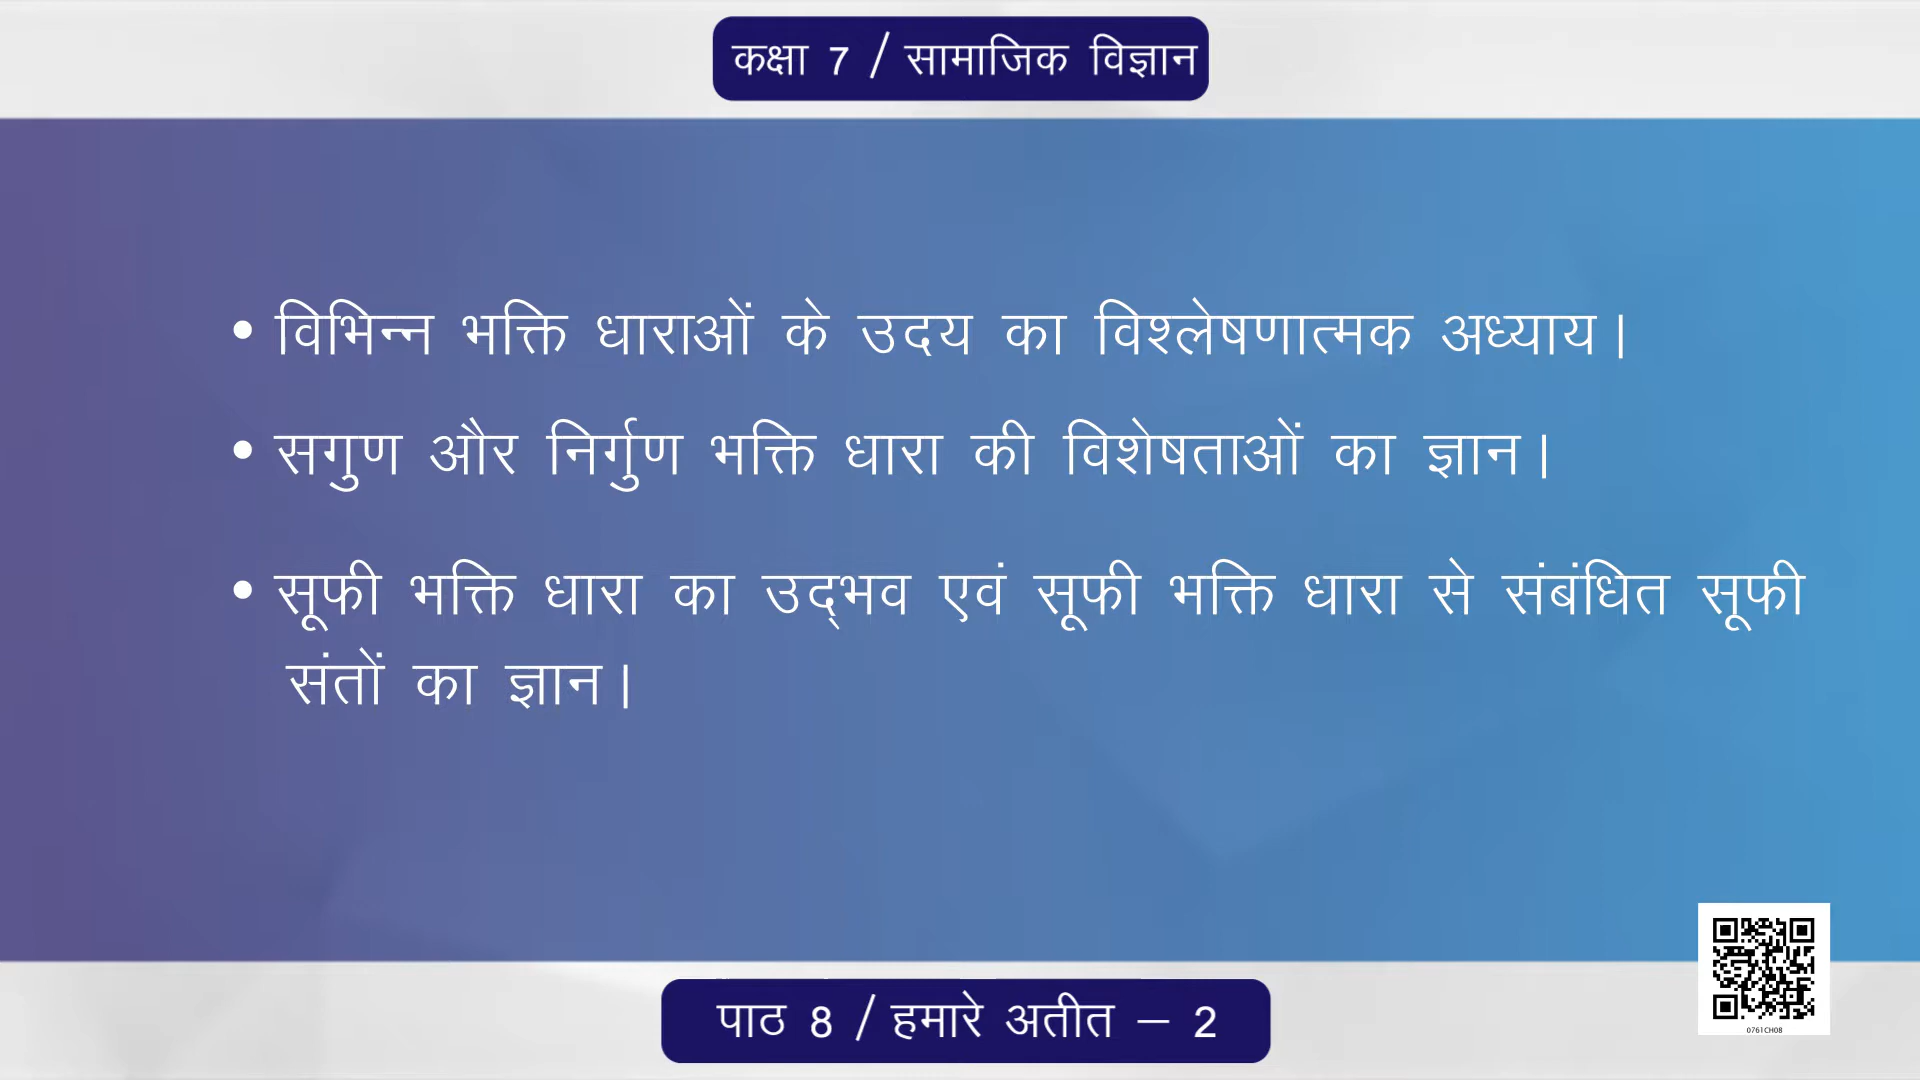 कक्षा 7 / सामाजिक विज्ञान
• विभिन्न भक्ति धाराओं के उदय का विश्लेषणात्मक अध्याय।
• सगुण और निर्गुण भक्ति धारा की विशेषताओं का ज्ञान।
• सूफी भक्ति धारा का उद्‌भव एवं सूफी भक्ति धारा से संबंधित सूफी
संतों का ज्ञान।
0761CH08
पाठ 8 / हमारे अतीत – 2